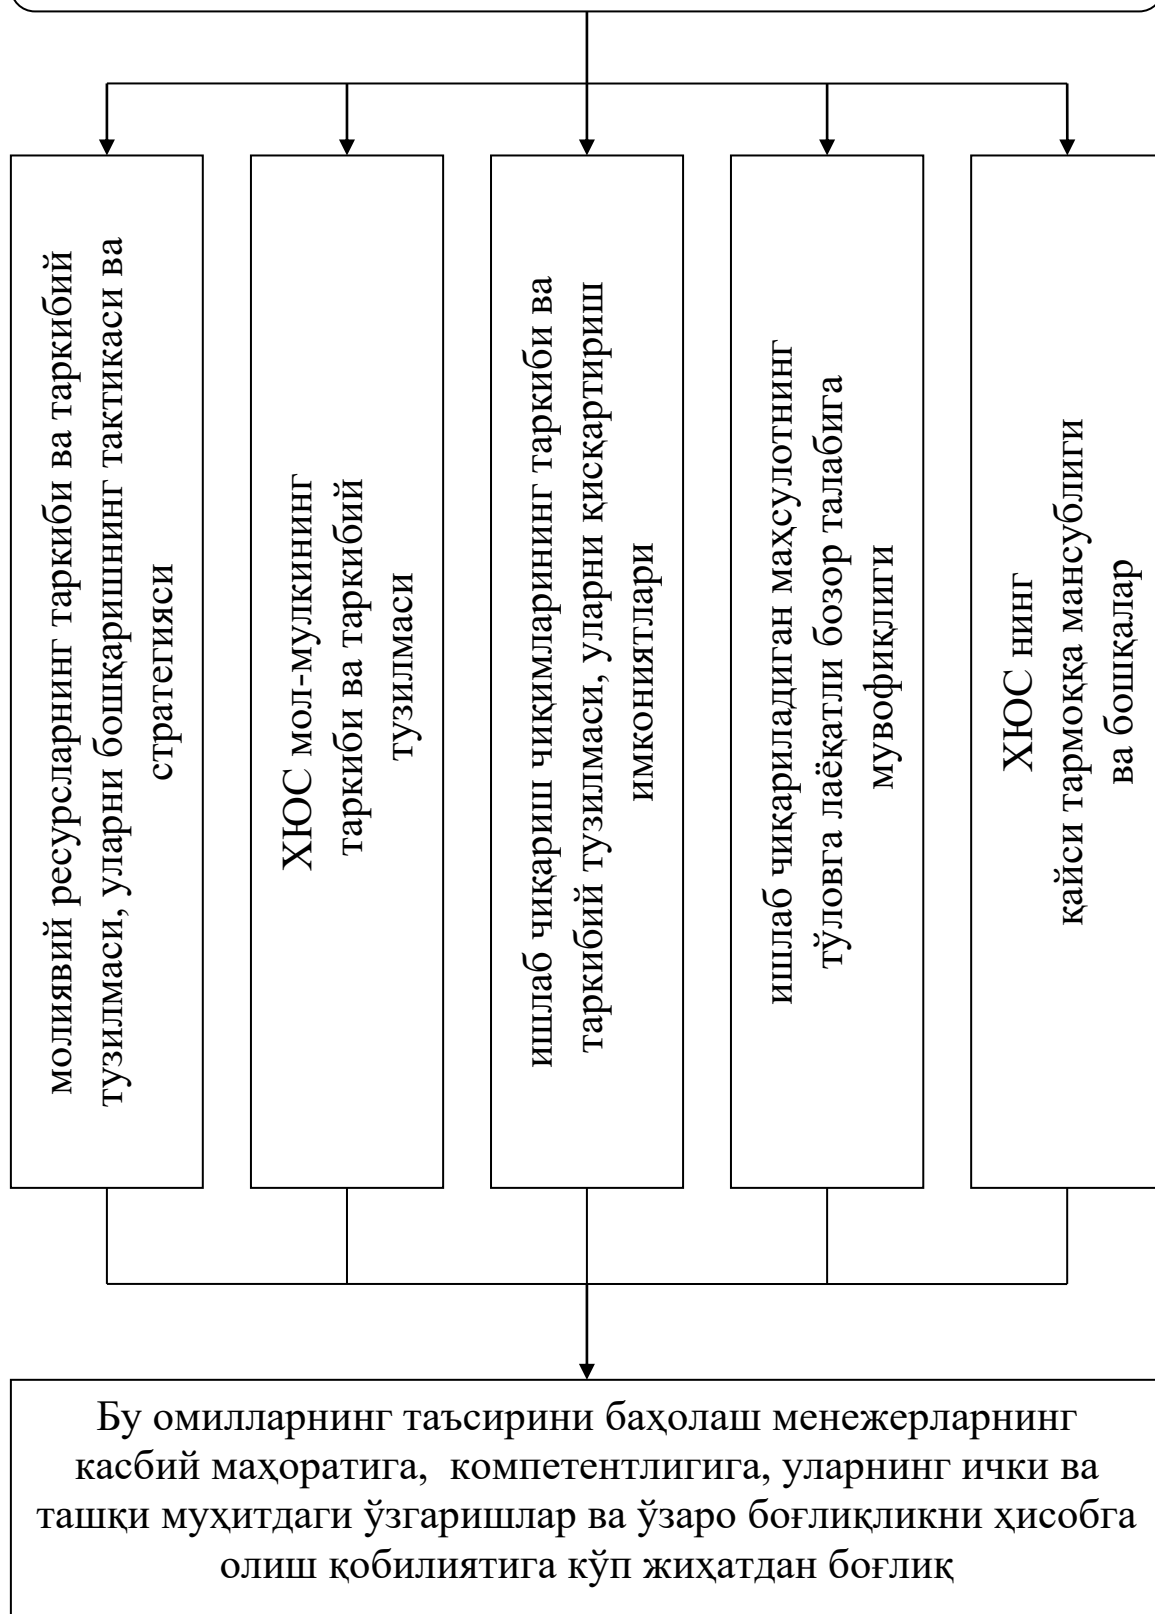 молиявий ресурсларнинг таркиби ва таркибий
тузилмаси, уларни бошқаришнинг тактикаси ва
стратегияси
ХЮС мол-мулкининг
таркиби ва таркибий
тузилмаси
ишлаб чиқариш чиқимларининг таркиби ва
таркибий тузилмаси, уларни қисқартириш
имкониятлари
ишлаб чиқариладиган маҳсулотнинг
тўловга лаёқатли бозор талабига
мувофиқлиги
ХЮС нинг
қайси тармоққа мансублиги
ва бошқалар
Бу омилларнинг таъсирини баҳолаш менежерларнинг
касбий маҳоратига, компетентлигига, уларнинг ички ва
ташқи муҳитдаги ўзгаришлар ва ўзаро боғлиқликни ҳисобга
олиш қобилиятига кўп жиҳатдан боғлиқ